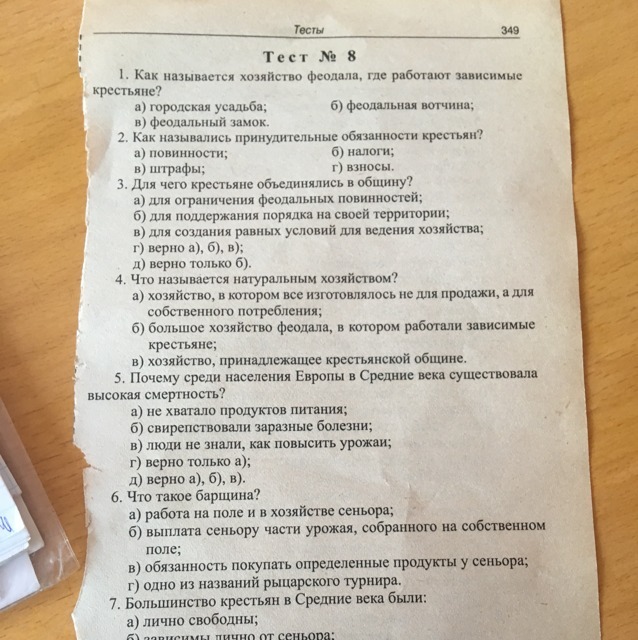 Тесты 349
Тест № 8
1. Как называется хозяйство феодала, где работают зависимые
крестьяне?
а) городская усадьба; б) феодальная вотчина;
в) феодальный замок.
2. Как назывались принудительные обязанности крестьян?
а) повинности; б) налоги;
в) штрафы; г) взносы.
3. Для чего крестьяне объединялись в общину?
а) для ограничения феодальных повинностей;
б) для поддержания порядка на своей территории;
в) для создания равных условий для ведения хозяйства;
г) верно а), б), в);
д) верно только б).
4. Что называется натуральным хозяйством?
а) хозяйство, в котором все изготовлялось не для продажи, а для
собственного потребления;
б) большое хозяйство феодала, в котором работали зависимые
крестьяне;
в) хозяйство, принадлежащее крестьянской общине.
5. Почему среди населения Европы в Средние века существовала
высокая смертность?
а) не хватало продуктов питания;
б) свирепствовали заразные болезни;
в) люди не знали, как повысить урожаи;
г) верно только а);
д) верно а), б), в).
6. Что такое барщина?
а) работа на поле и в хозяйстве сеньора;
б) выплата сеньору части урожая, собранного на собственном
поле;
в) обязанность покупать определенные продукты у сеньора;
г) одно из названий рыцарского турнира.
7. Большинство крестьян в Средние века были:
а) лично свободны;
б) зависимы лично от сеньора;